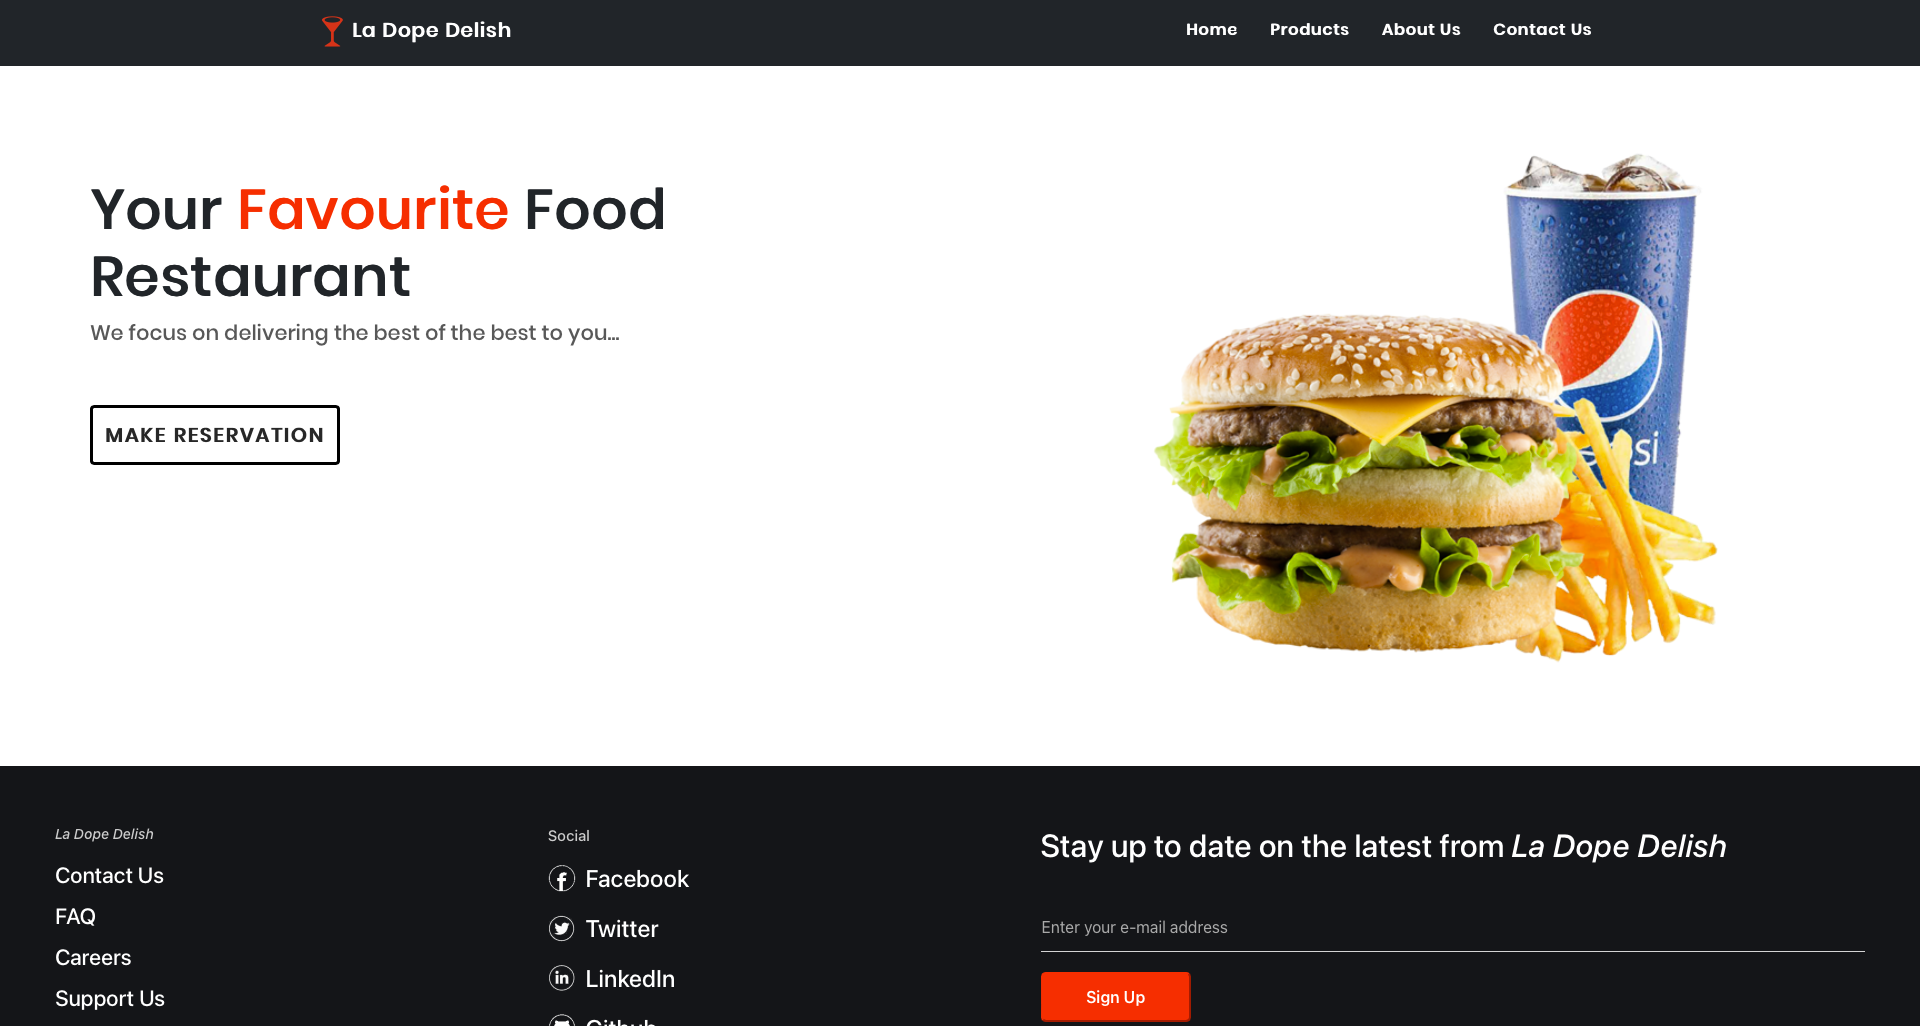 La Dope Delish
Home Products About Us Contact Us
Your Favourite Food
Restaurant
We focus on delivering the best of the best to you...
MAKE RESERVATION
La Dope Delish
Contact Us
FAQ
Careers
Support Us
Social
Facebook
Twitter
LinkedIn
Github
Stay up to date on the latest from La Dope Delish
Enter your e-mail address
Sign Up